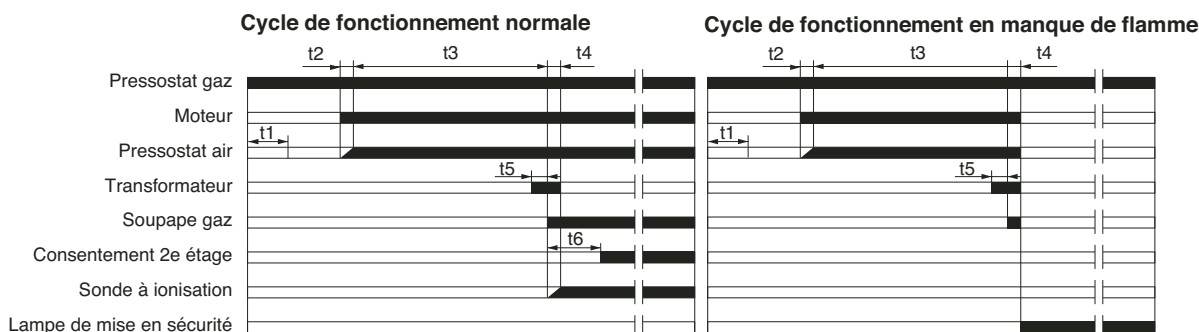 Cycle de fonctionnement normale
Cycle de fonctionnement en manque de flamme
t2 t3 t4 t2 t3 t4
Pressostat gaz
Moteur
t1 t1
Pressostat air
t5 t5
Transformateur
Soupape gaz
t6
Consentement 2e étage
Sonde à ionisation
Lampe de mise en sécurité